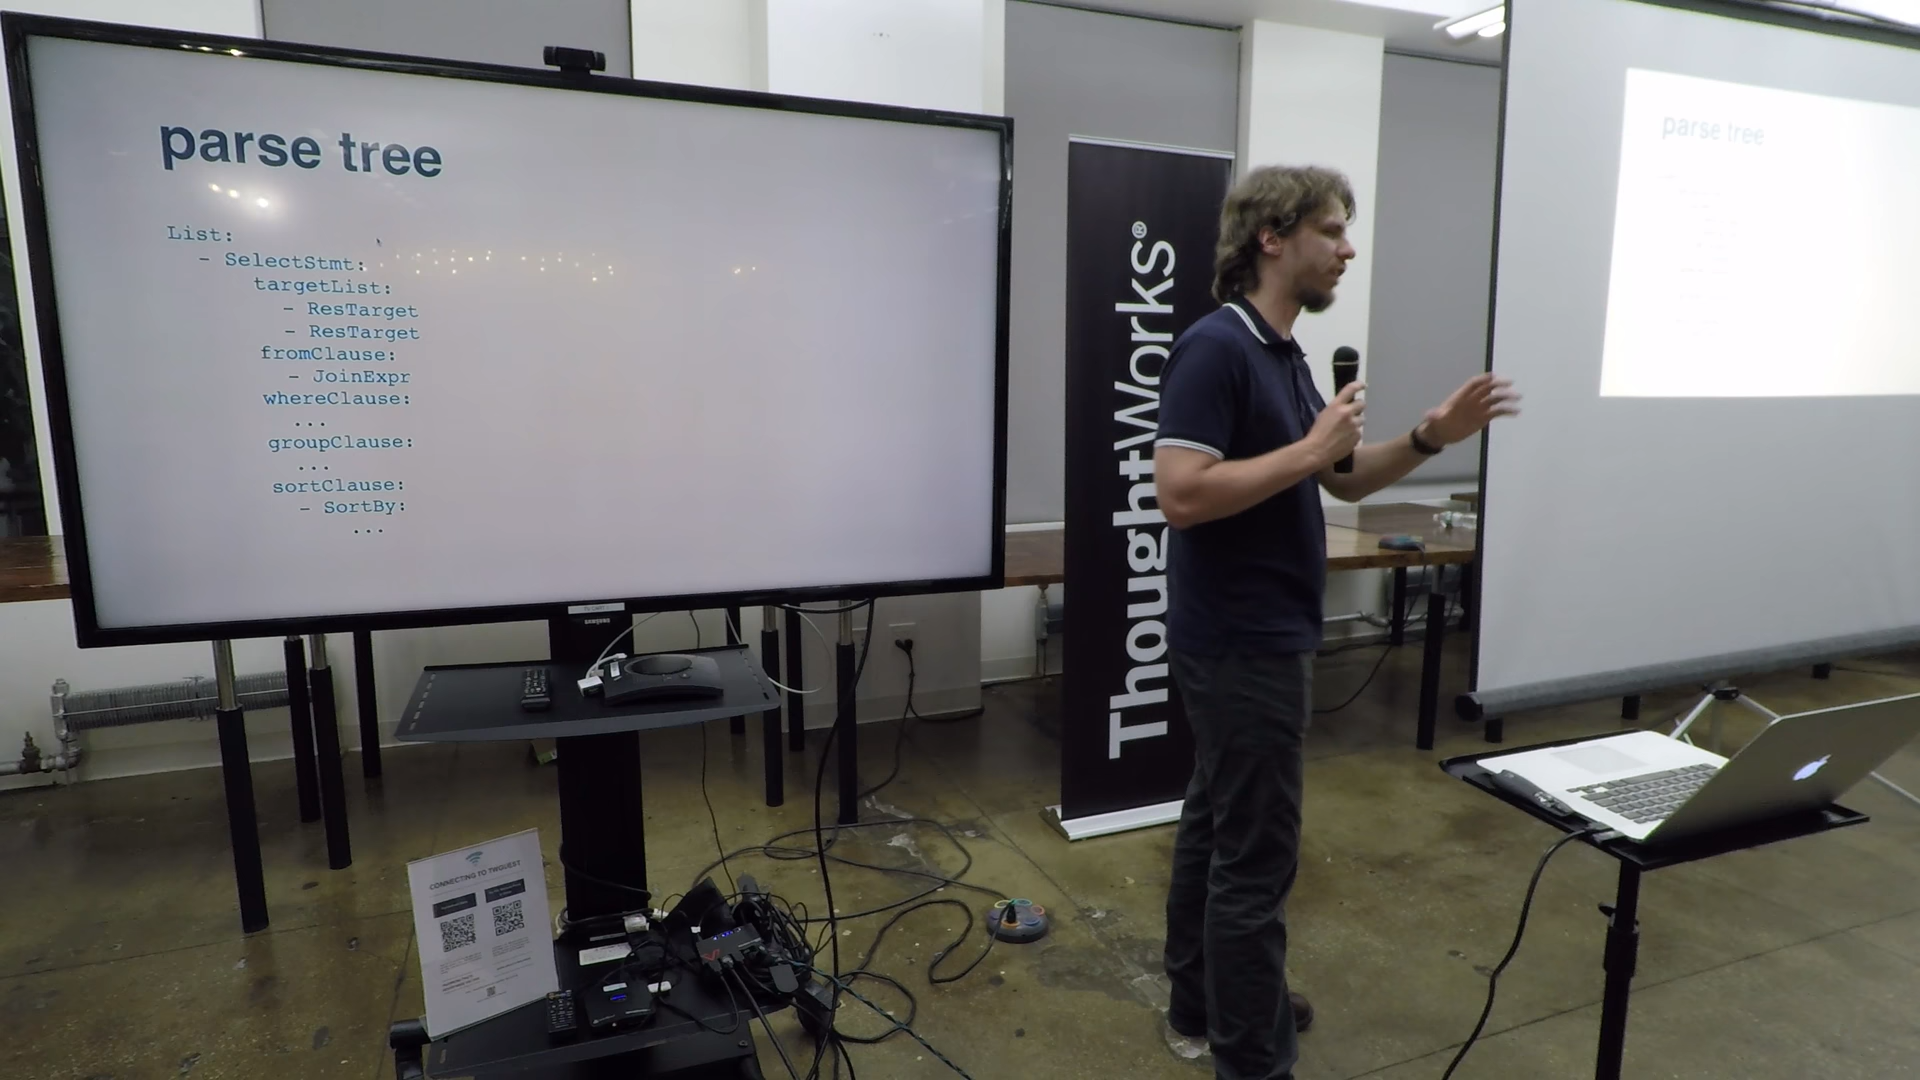 parse tree
List:
- SelectStmt:
targetList:
- ResTarget
- ResTarget
fromClause:
- JoinExpr
whereClause:
...
groupClause:
...
sortClause:
- SortBy:
...
ThoughtWorks®
parse tree
SAMSUNG
CONNECTING TO TWGUEST